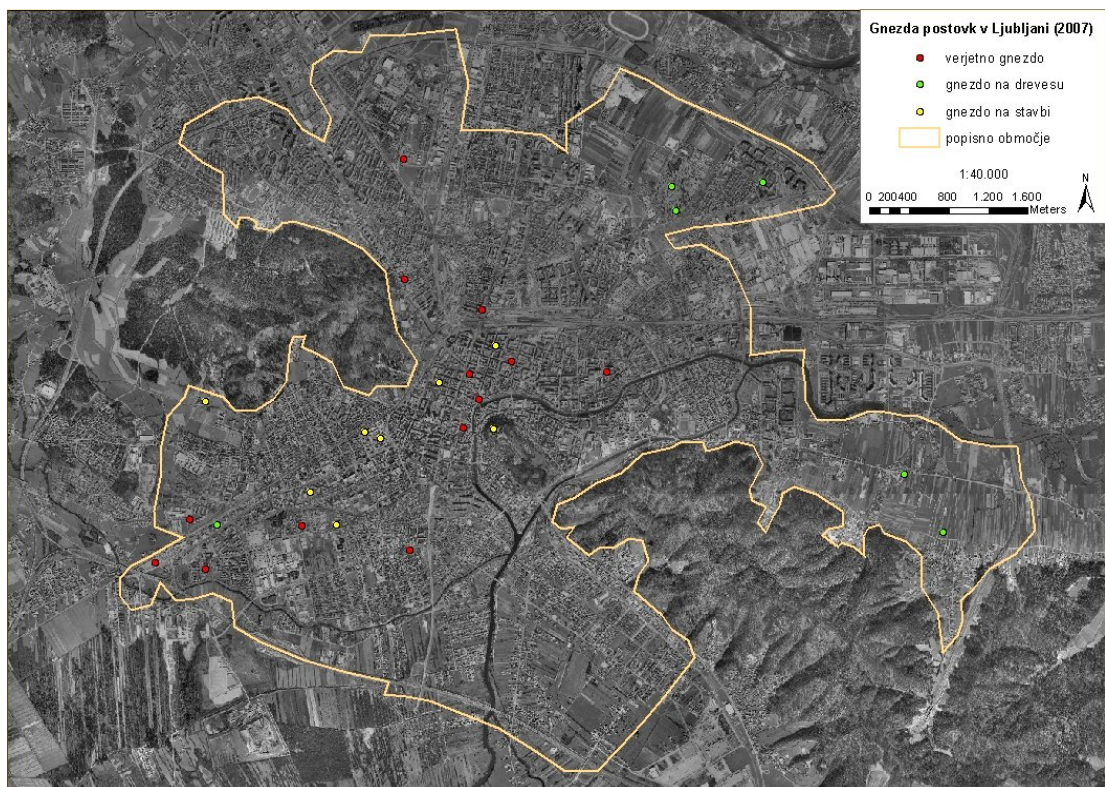 Gnezda postovk v Ljubljani (2007)
verjetno gnezdo
gnezdo na drevesu
gnezdo na stavbi
popisno območje
1:40.000
N
0 200400 800 1.200 1.600
Meters